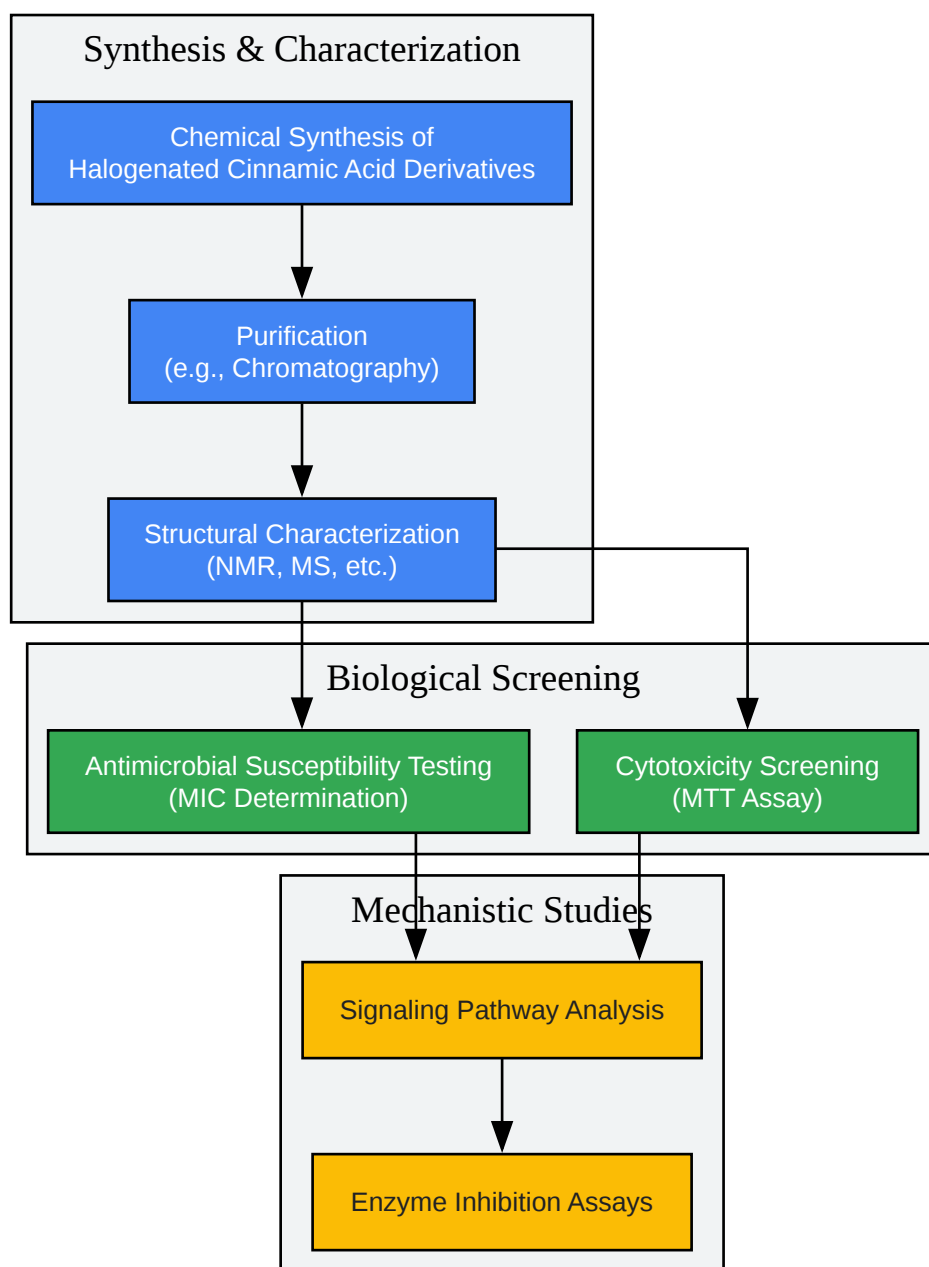 Synthesis & Characterization
Chemical Synthesis of
Halogenated Cinnamic Acid Derivatives
Purification
(e.g., Chromatography)
Structural Characterization
(NMR, MS, etc.)
Biological Screening
Antimicrobial Susceptibility Testing
(MIC Determination)
Cytotoxicity Screening
(MTT Assay)
Mechanistic Studies
Signaling Pathway Analysis
Enzyme Inhibition Assays